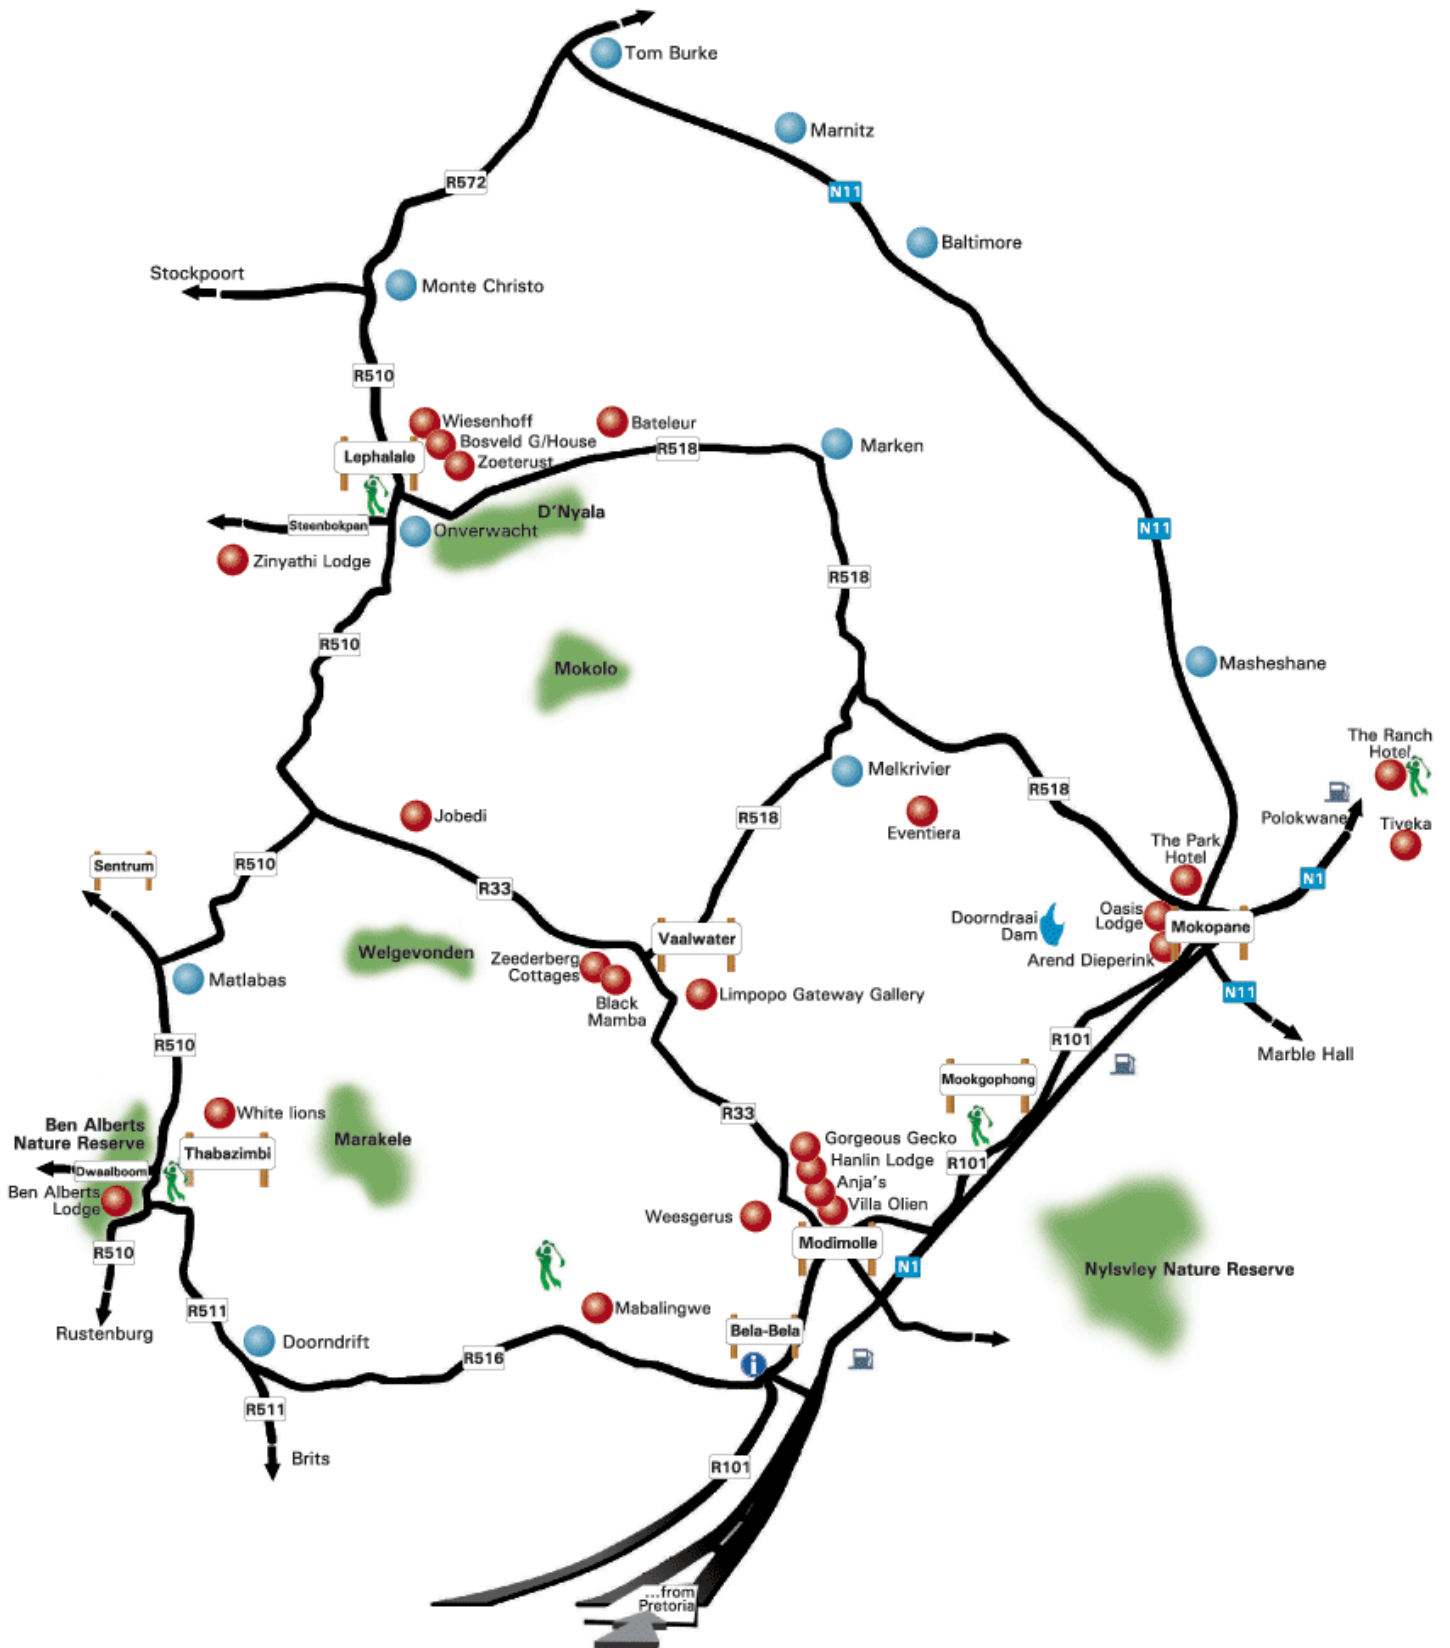 Tom Burke
Marnitz
R572
N11
Baltimore
Stockpoort
Monte Christo
R510
Wiesenhoff
Bateleur
Bosveld G/House
R518
Marken
Lephalale
Zoeterust
D'Nyala
Steenbokpan
Onverwacht
N11
Zinyathi Lodge
R518
R510
Mokolo
Masheshane
The Ranch
Hotel
Melkrivier
R518
Jobedi
R518
Eventiera
Polokwane
Tiveka
The Park
Hotel
Sentrum
R510
R33
N1
Oasis
Lodge
Doorndraai
Dam
Mokopane
Vaalwater
Welgevonden
Zeederberg
Cottages
Arend Dieperink
Matlabas
Limpopo Gateway Gallery
N11
Black
Mamba
R510
R101
Marble Hall
Mookgophong
White lions
R33
Ben Alberts
Nature Reserve
Marakele
Gorgeous Gecko
Thabazimbi
Hanlin Lodge
R101
Dwaalboom
Anja's
Ben Alberts
Lodge
Villa Olien
Weesgerus
Modimolle
R510
N1
Nylsvley Nature Reserve
R511
Mabalingwe
Rustenburg
Bela-Bela
Doorndrift
R516
i
R511
Brits
R101
...from
Pretoria